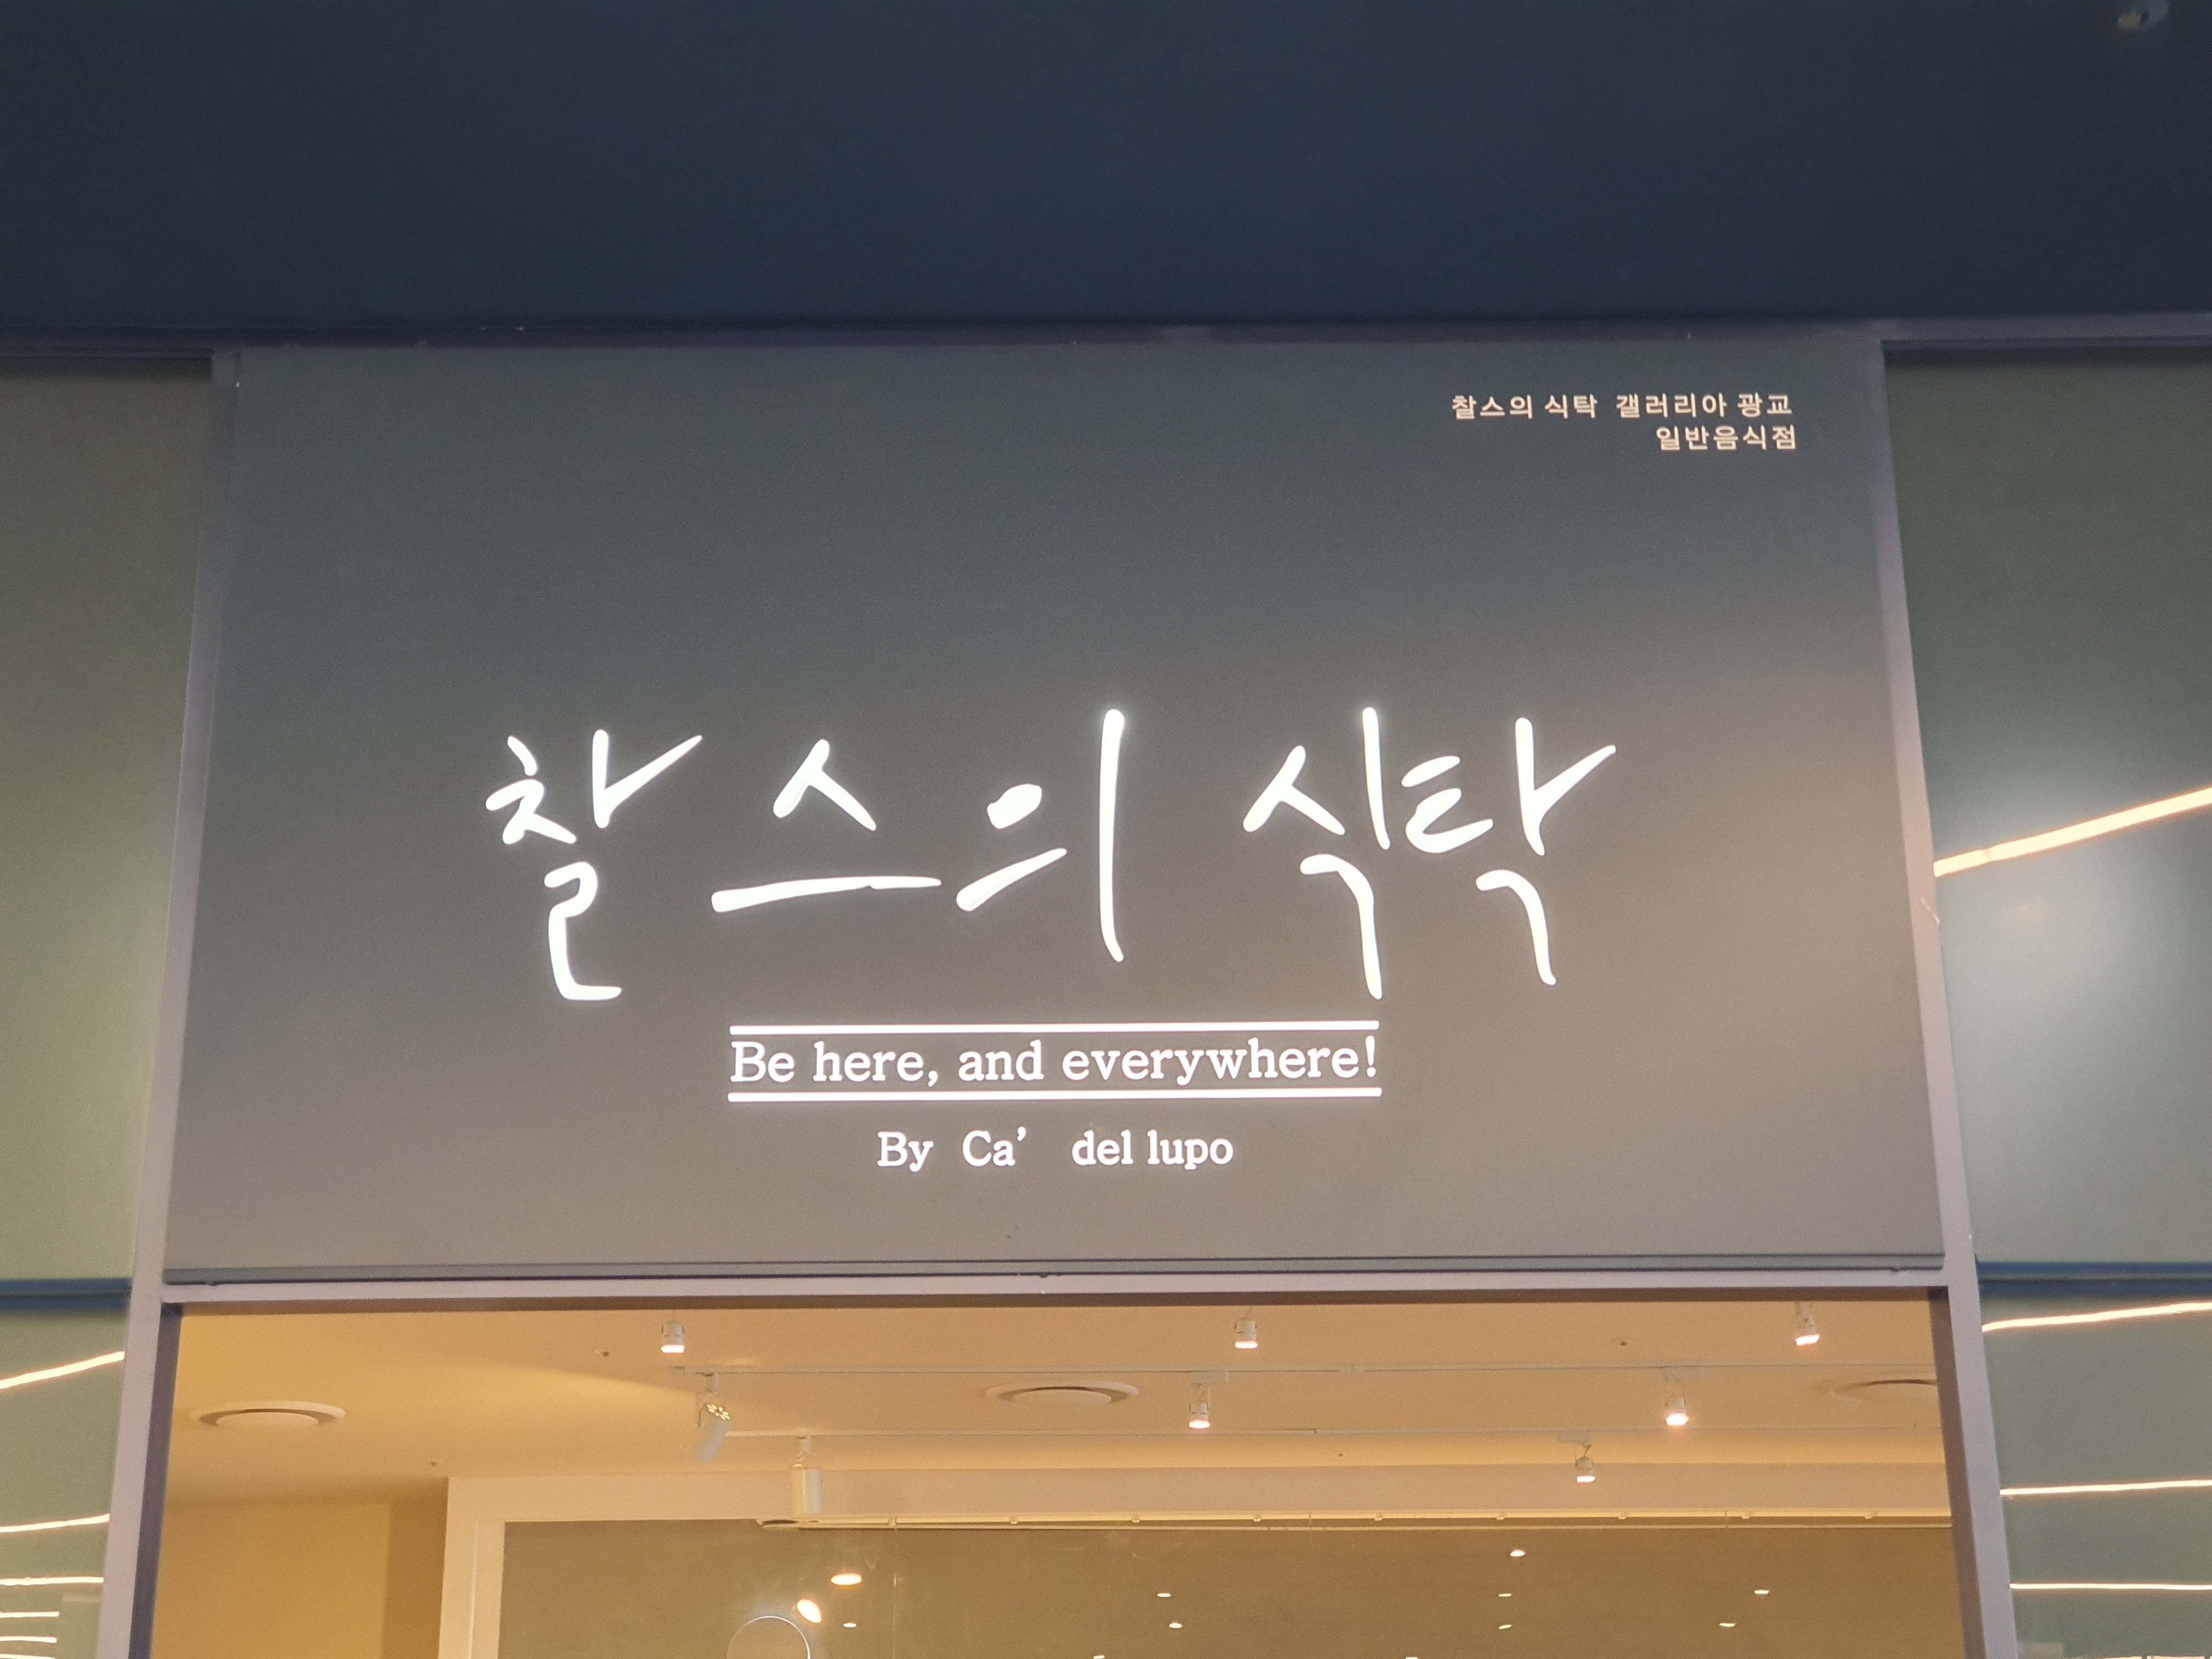 찰스의 식탁 갤러리아 광교
일반음식점
찰스의 식탁
Be here, and everywhere!
By Ca' del lupo